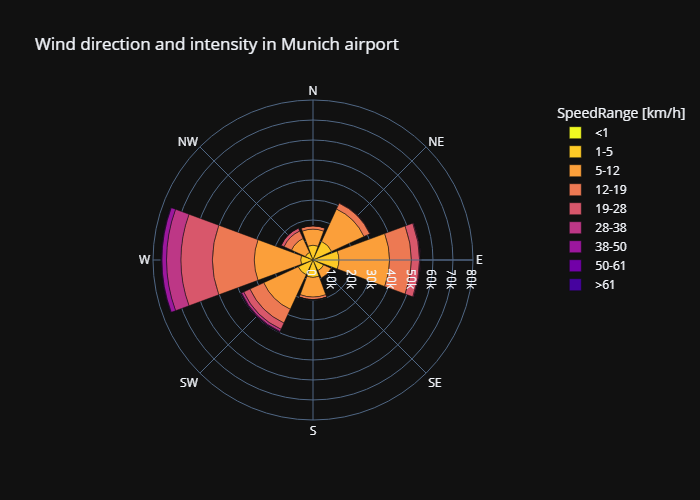 Wind direction and intensity in Munich airport
N
NW
NE
W
E
SW
SE
S
0
10k
20k
30k
40k
50k
60k
70k
80k
SpeedRange [km/h]
<1
1-5
5-12
12-19
19-28
28-38
38-50
50-61
>61